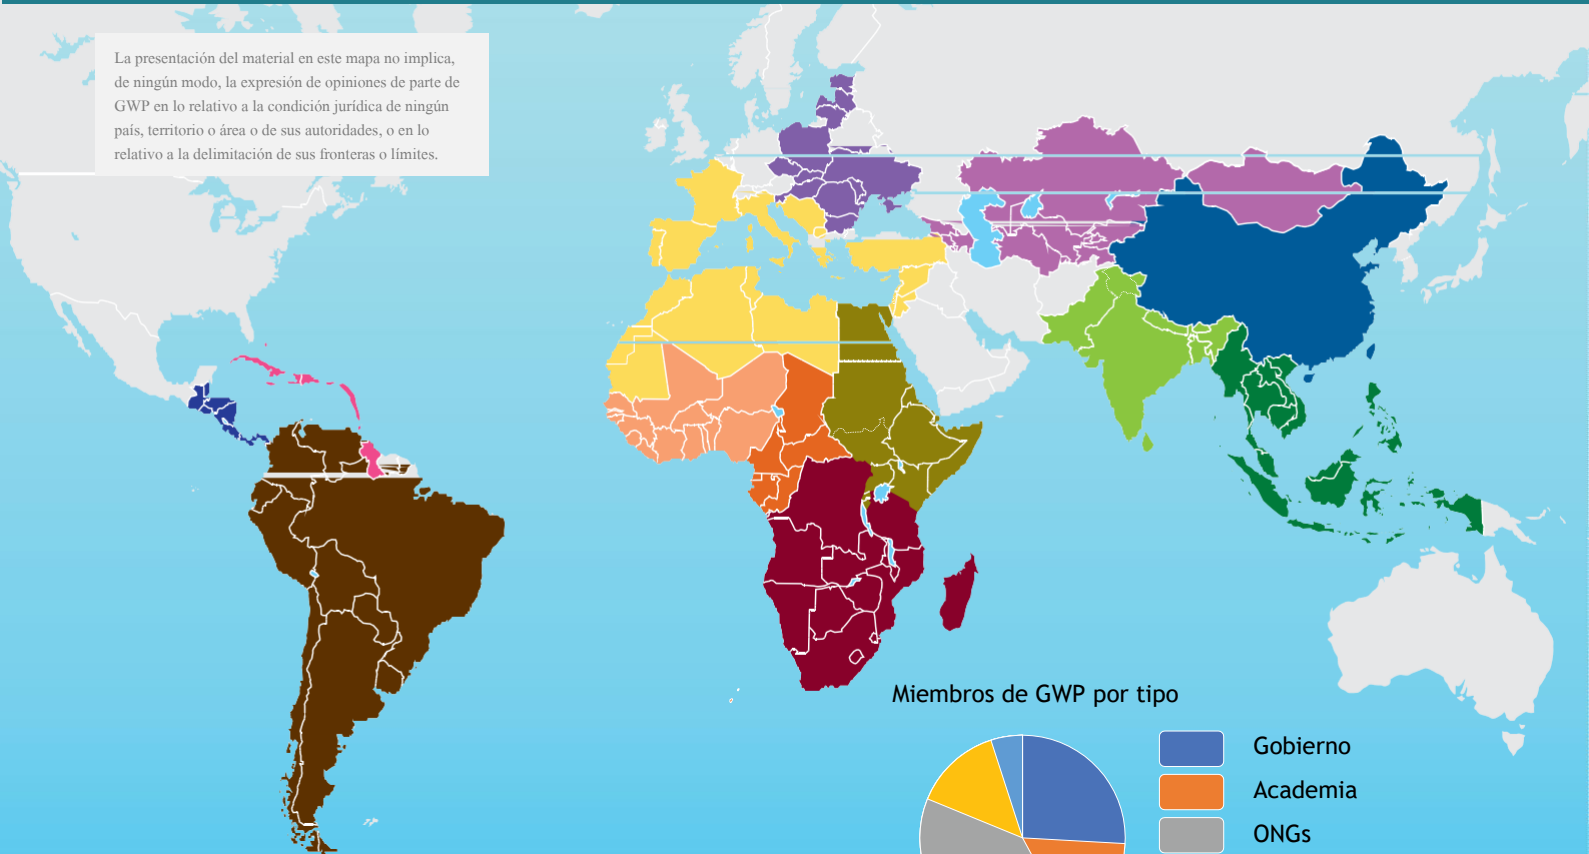 La presentación del material en este mapa no implica,
de ningún modo, la expresión de opiniones de parte de
GWP en lo relativo a la condición jurídica de ningún
país, territorio o área o de sus autoridades, o en lo
relativo a la delimitación de sus fronteras o límites.
Miembros de GWP por tipo
Gobierno
Academia
ONGs